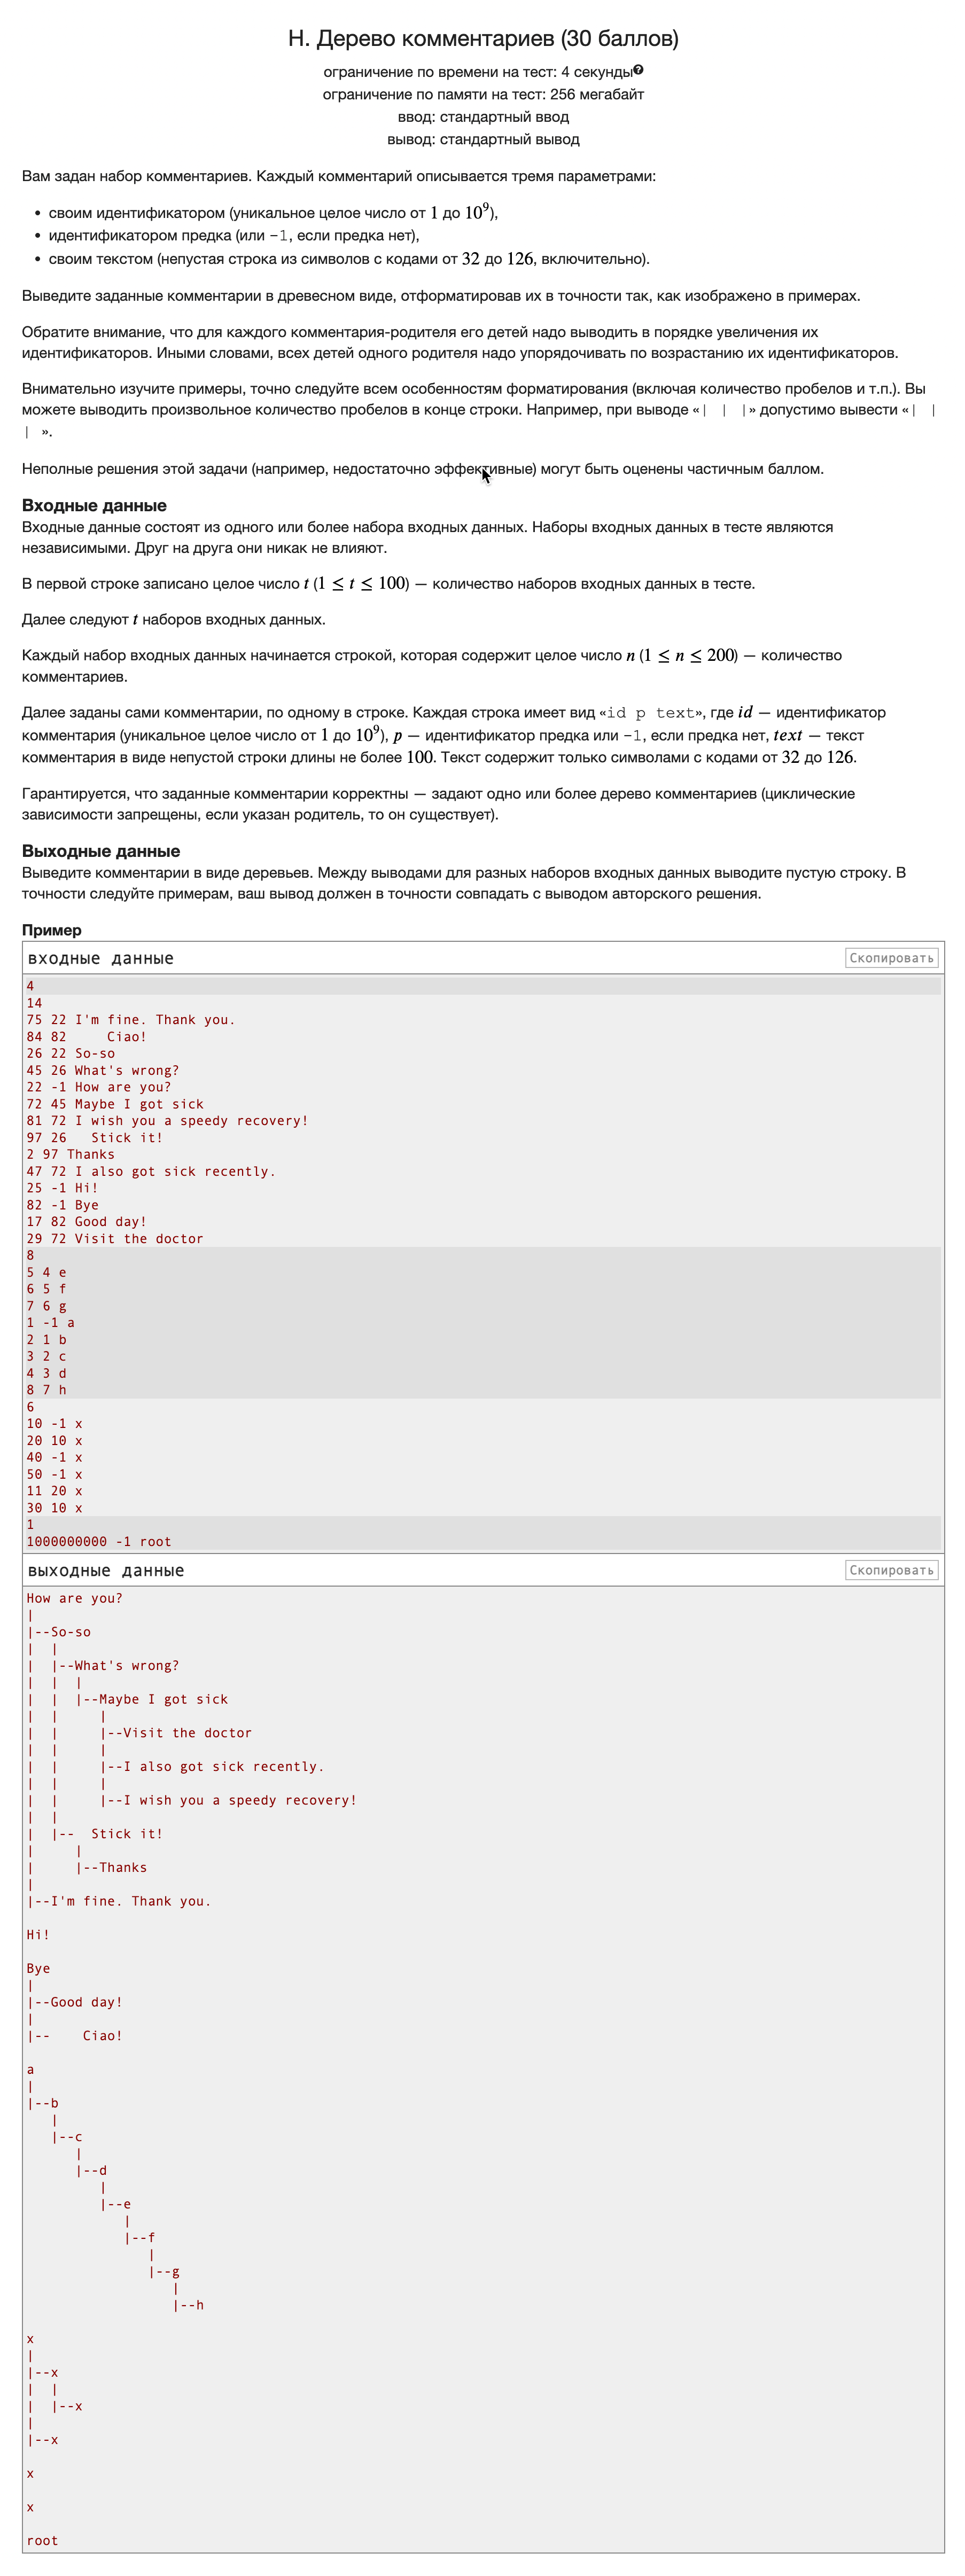 H. Дерево комментариев (30 баллов)
ограничение по времени на тест: 4 секунды
ограничение по памяти на тест: 256 мегабайт
ввод: стандартный ввод
вывод: стандартный вывод
Вам задан набор комментариев. Каждый комментарий описывается тремя параметрами:
• своим идентификатором (уникальное целое число от 1 до 10^9),
• идентификатором предка (или -1, если предка нет),
• своим текстом (непустая строка из символов с кодами от 32 до 126, включительно).
Выведите заданные комментарии в древесном виде, отформатировав их в точности так, как изображено в примерах.
Обратите внимание, что для каждого комментария-родителя его детей надо выводить в порядке увеличения их
идентификаторов. Иными словами, всех детей одного родителя надо упорядочивать по возрастанию их идентификаторов.
Внимательно изучите примеры, точно следуйте всем особенностям форматирования (включая количество пробелов и т.п.). Вы
можете выводить произвольное количество пробелов в конце строки. Например, при выводе «|  |  |» допустимо вывести «|  |
|  ».
Неполные решения этой задачи (например, недостаточно эффективные) могут быть оценены частичным баллом.
Входные данные
Входные данные состоят из одного или более набора входных данных. Наборы входных данных в тесте являются
независимыми. Друг на друга они никак не влияют.
В первой строке записано целое число t (1 ≤ t ≤ 100) — количество наборов входных данных в тесте.
Далее следуют t наборов входных данных.
Каждый набор входных данных начинается строкой, которая содержит целое число n (1 ≤ n ≤ 200) — количество
комментариев.
Далее заданы сами комментарии, по одному в строке. Каждая строка имеет вид «id p text», где id — идентификатор
комментария (уникальное целое число от 1 до 10^9), p — идентификатор предка или -1, если предка нет, text — текст
комментария в виде непустой строки длины не более 100. Текст содержит только символами с кодами от 32 до 126.
Гарантируется, что заданные комментарии корректны — задают одно или более дерево комментариев (циклические
зависимости запрещены, если указан родитель, то он существует).
Выходные данные
Выведите комментарии в виде деревьев. Между выводами для разных наборов входных данных выводите пустую строку. В
точности следуйте примерам, ваш вывод должен в точности совпадать с выводом авторского решения.
Пример
входные данные Скопировать
4
14
75 22 I'm fine. Thank you.
84 82     Ciao!
26 22 So-so
45 26 What's wrong?
22 -1 How are you?
72 45 Maybe I got sick
81 72 I wish you a speedy recovery!
97 26   Stick it!
2 97 Thanks
47 72 I also got sick recently.
25 -1 Hi!
82 -1 Bye
17 82 Good day!
29 72 Visit the doctor
8
5 4 e
6 5 f
7 6 g
1 -1 a
2 1 b
3 2 c
4 3 d
8 7 h
6
10 -1 x
20 10 x
40 -1 x
50 -1 x
11 20 x
30 10 x
1
1000000000 -1 root
выходные данные Скопировать
How are you?
|
|--So-so
|  |
|  |--What's wrong?
|  |  |
|  |  |--Maybe I got sick
|  |     |
|  |     |--Visit the doctor
|  |     |
|  |     |--I also got sick recently.
|  |     |
|  |     |--I wish you a speedy recovery!
|  |
|  |--  Stick it!
|     |
|     |--Thanks
|
|--I'm fine. Thank you.

Hi!

Bye
|
|--Good day!
|
|--    Ciao!

a
|
|--b
   |
   |--c
      |
      |--d
         |
         |--e
            |
            |--f
               |
               |--g
                  |
                  |--h

x
|
|--x
|  |
|  |--x
|
|--x

x

x

root